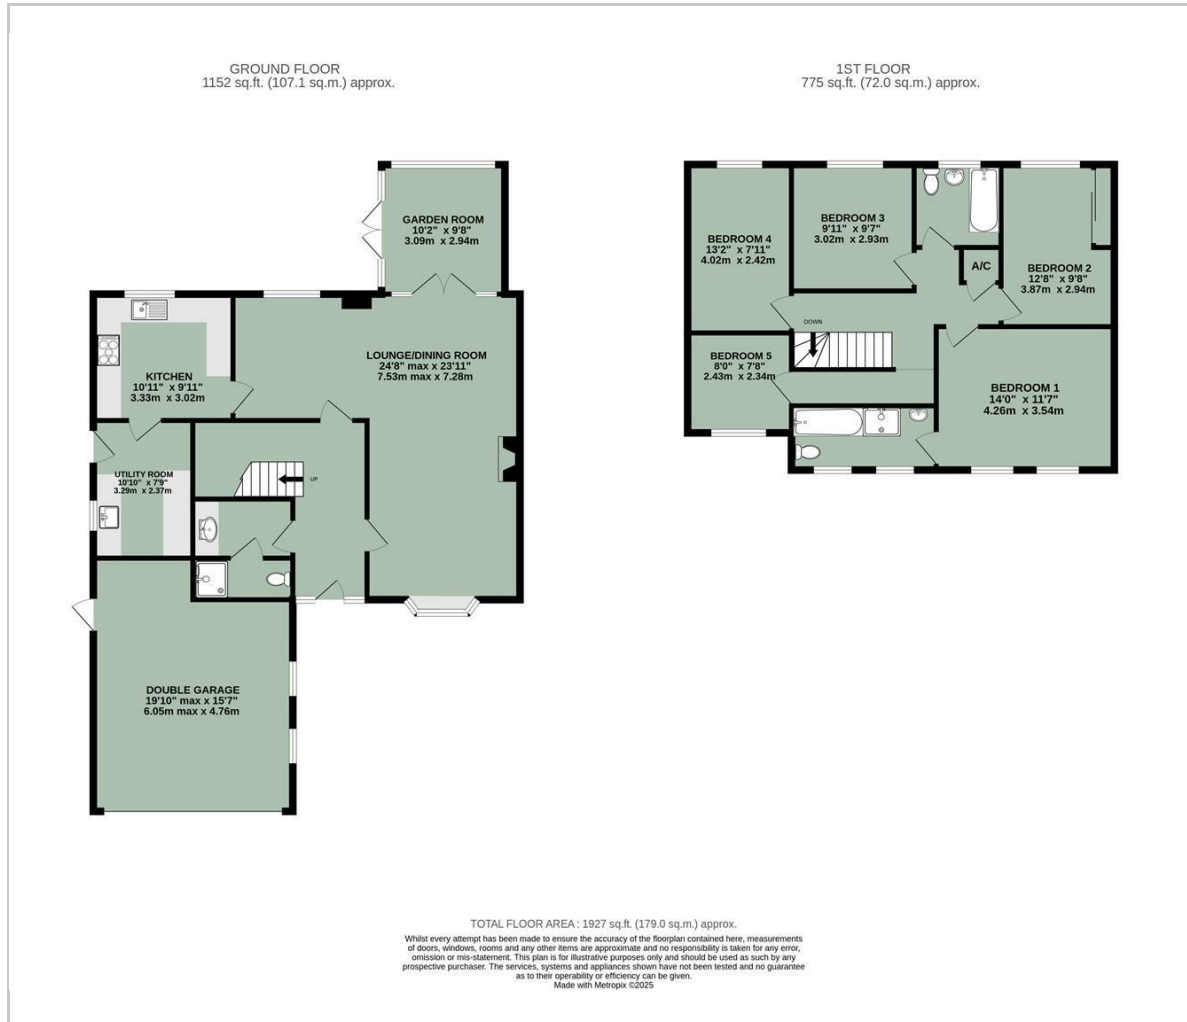 GROUND FLOOR
1152 sq.ft. (107.1 sq.m.) approx.
1ST FLOOR
775 sq.ft. (72.0 sq.m.) approx.
GARDEN ROOM
10'2" x 9'8"
3.09m x 2.94m
LOUNGE/DINING ROOM
24'8" max x 23'11"
7.53m max x 7.28m
KITCHEN
10'11" x 9'11"
3.33m x 3.02m
UTILITY ROOM
10'10" x 7'9"
3.29m x 2.37m
UP
DOUBLE GARAGE
19'10" max x 15'7"
6.05m max x 4.76m
BEDROOM 4
13'2" x 7'11"
4.02m x 2.42m
BEDROOM 3
9'11" x 9'7"
3.02m x 2.93m
A/C
BEDROOM 2
12'8" x 9'8"
3.87m x 2.94m
DOWN
BEDROOM 5
8'0" x 7'8"
2.43m x 2.34m
BEDROOM 1
14'0" x 11'7"
4.26m x 3.54m
TOTAL FLOOR AREA : 1927 sq.ft. (179.0 sq.m.) approx.
Whilst every attempt has been made to ensure the accuracy of the floorplan contained here, measurements
of doors, windows, rooms and any other items are approximate and no responsibility is taken for any error,
omission or mis-statement. This plan is for illustrative purposes only and should be used as such by any
prospective purchaser. The services, systems and appliances shown have not been tested and no guarantee
as to their operability or efficiency can be given.
Made with Metropix ©2025